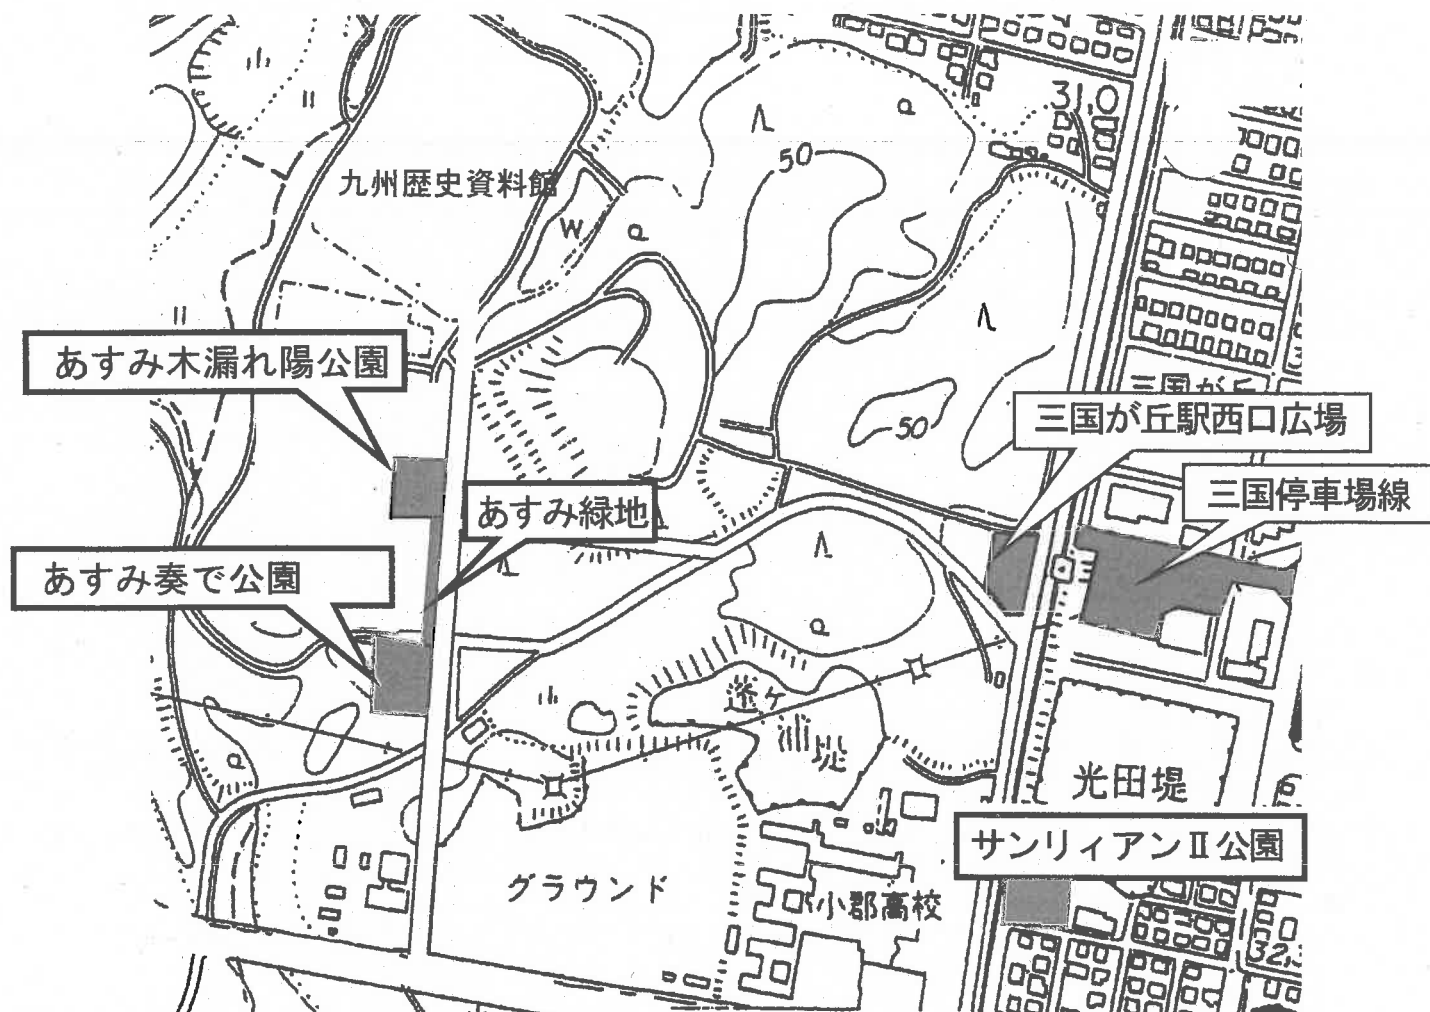 31.0
50
九州歴史資料館
W
あすみ木漏れ陽公園
三国が丘
三国が丘駅西口広場
50
三国停車場線
あすみ緑地
あすみ奏で公園
光田堤
サンリィアンⅡ公園
グラウンド
小郡高校